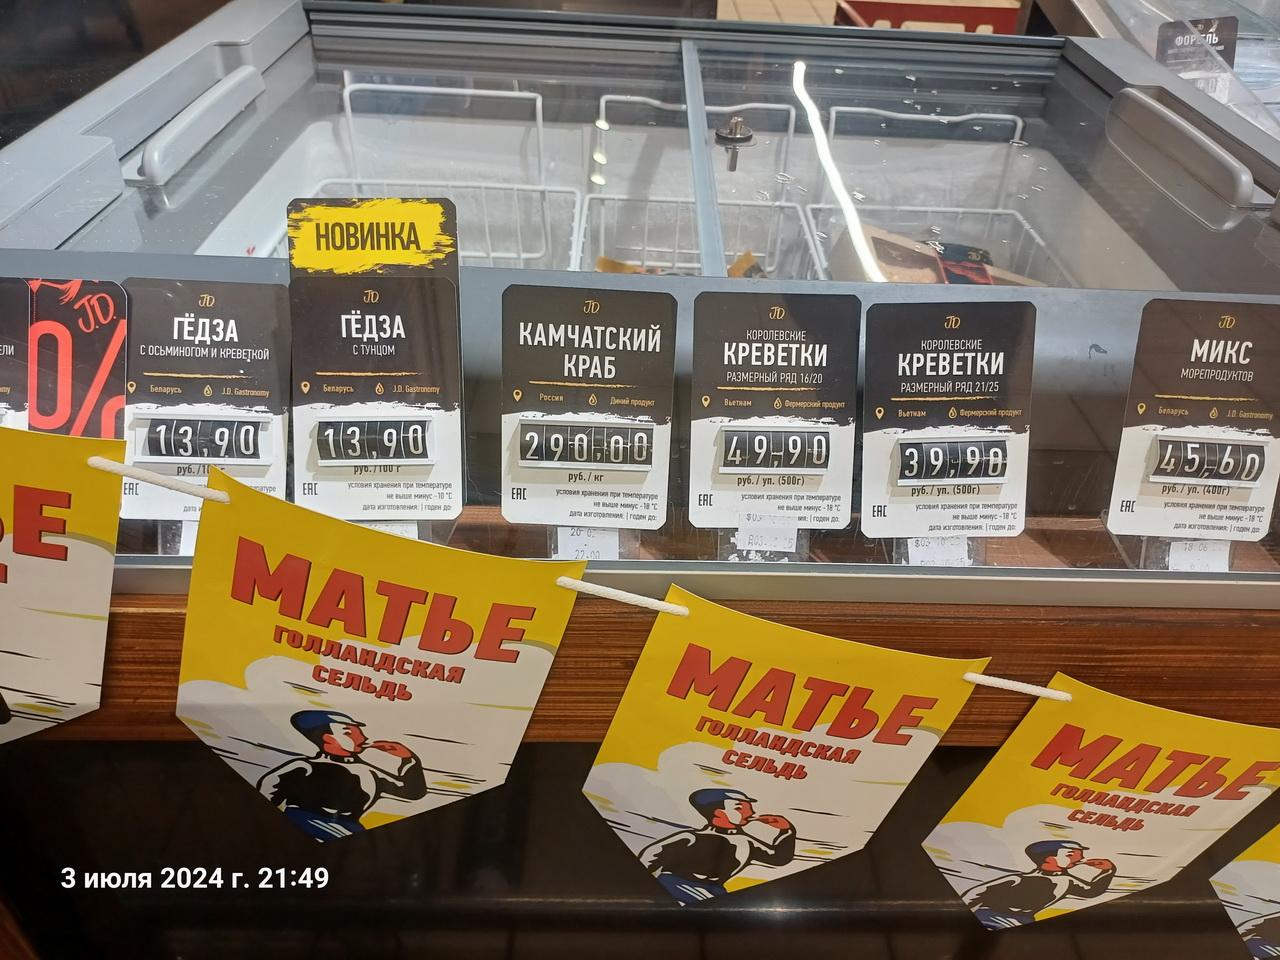 ФОРЕЛЬ
НОВИНКА
J.D.
0%
JD
ГЁДЗА
С ОСЬМИНОГОМ И КРЕВЕТКОЙ
Беларусь J.D. Gastronomy
13,90
JD
ГЁДЗА
С ТУНЦОМ
Беларусь J.D. Gastronomy
13,90
руб./100 г
условия хранения при температуре
не выше минус -10 °C
дата изготовления: | годен до:
JD
КАМЧАТСКИЙ
КРАБ
Россия Дикий продукт
290,00
руб. / кг
EAC
условия хранения при температуре
не выше минус -18 °C
дата изготовления: | годен до:
JD
КОРОЛЕВСКИЕ
КРЕВЕТКИ
РАЗМЕРНЫЙ РЯД 16/20
Вьетнам Фермерский продукт
49,90
руб. / уп. (500г)
EAC
условия хранения при температуре
не выше минус -18 °C
дата изготовления: | годен до:
JD
КОРОЛЕВСКИЕ
КРЕВЕТКИ
РАЗМЕРНЫЙ РЯД 21/25
Вьетнам Фермерский продукт
39,90
руб. / уп. (500г)
EAC
условия хранения при температуре
не выше минус -18 °C
дата изготовления: | годен до:
JD
МИКС
МОРЕПРОДУКТОВ
Беларусь J.D. Gastronomy
45,60
руб. / уп. (400г)
EAC
условия хранения при температуре
не выше минус -18 °C
дата изготовления: | годен до:
МАТЬЕ
ГОЛЛАНДСКАЯ
СЕЛЬДЬ
МАТЬЕ
ГОЛЛАНДСКАЯ
СЕЛЬДЬ
МАТЬЕ
ГОЛЛАНДСКАЯ
СЕЛЬДЬ
3 июля 2024 г. 21:49